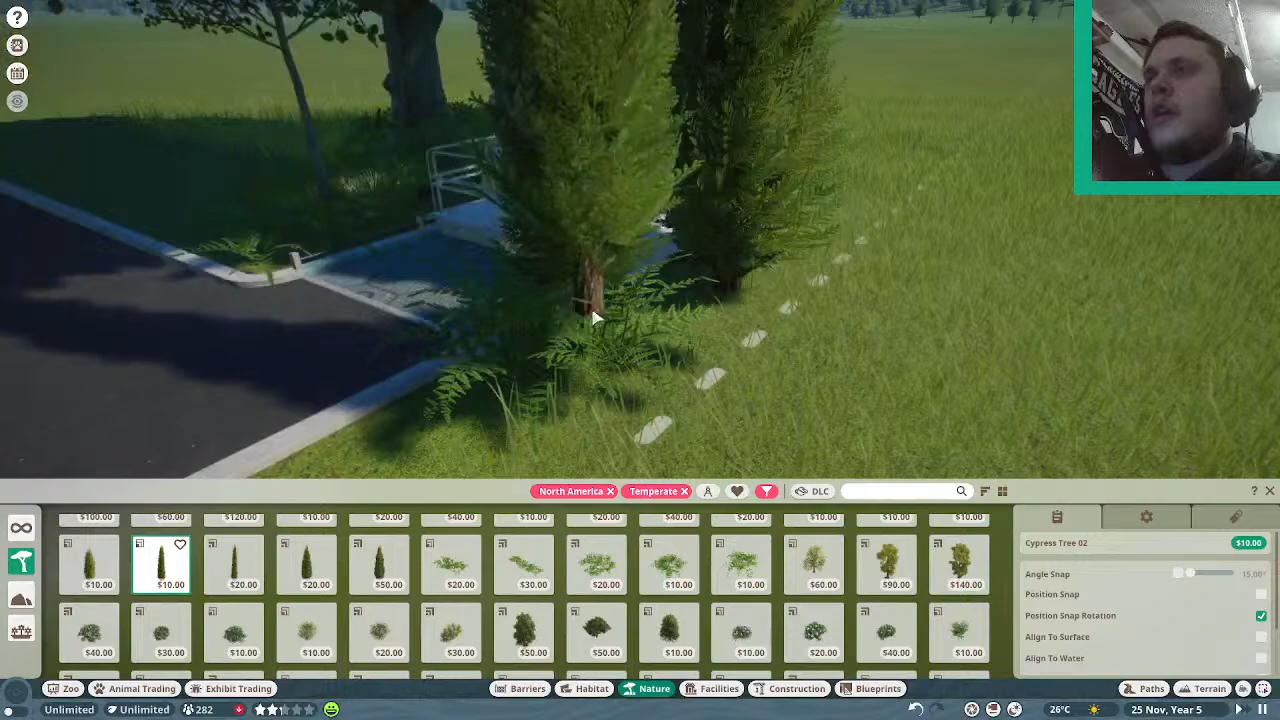 ?
North America ×
Temperate ×
DLC
? ×
$100.00 $60.00 $120.00 $10.00 $20.00 $40.00 $10.00 $20.00 $40.00 $20.00 $10.00 $10.00 $10.00
$10.00 $10.00 $20.00 $20.00 $50.00 $20.00 $30.00 $20.00 $10.00 $10.00 $60.00 $90.00 $140.00
$40.00 $30.00 $10.00 $10.00 $20.00 $30.00 $50.00 $50.00 $10.00 $10.00 $20.00 $40.00 $10.00
Cypress Tree 02 $10.00
Angle Snap 15.00°
Position Snap
Position Snap Rotation
Align To Surface
Align To Water
Zoo Animal Trading Exhibit Trading Barriers Habitat Nature Facilities Construction Blueprints Paths Terrain
Unlimited Unlimited 282 26°C 25 Nov, Year 5